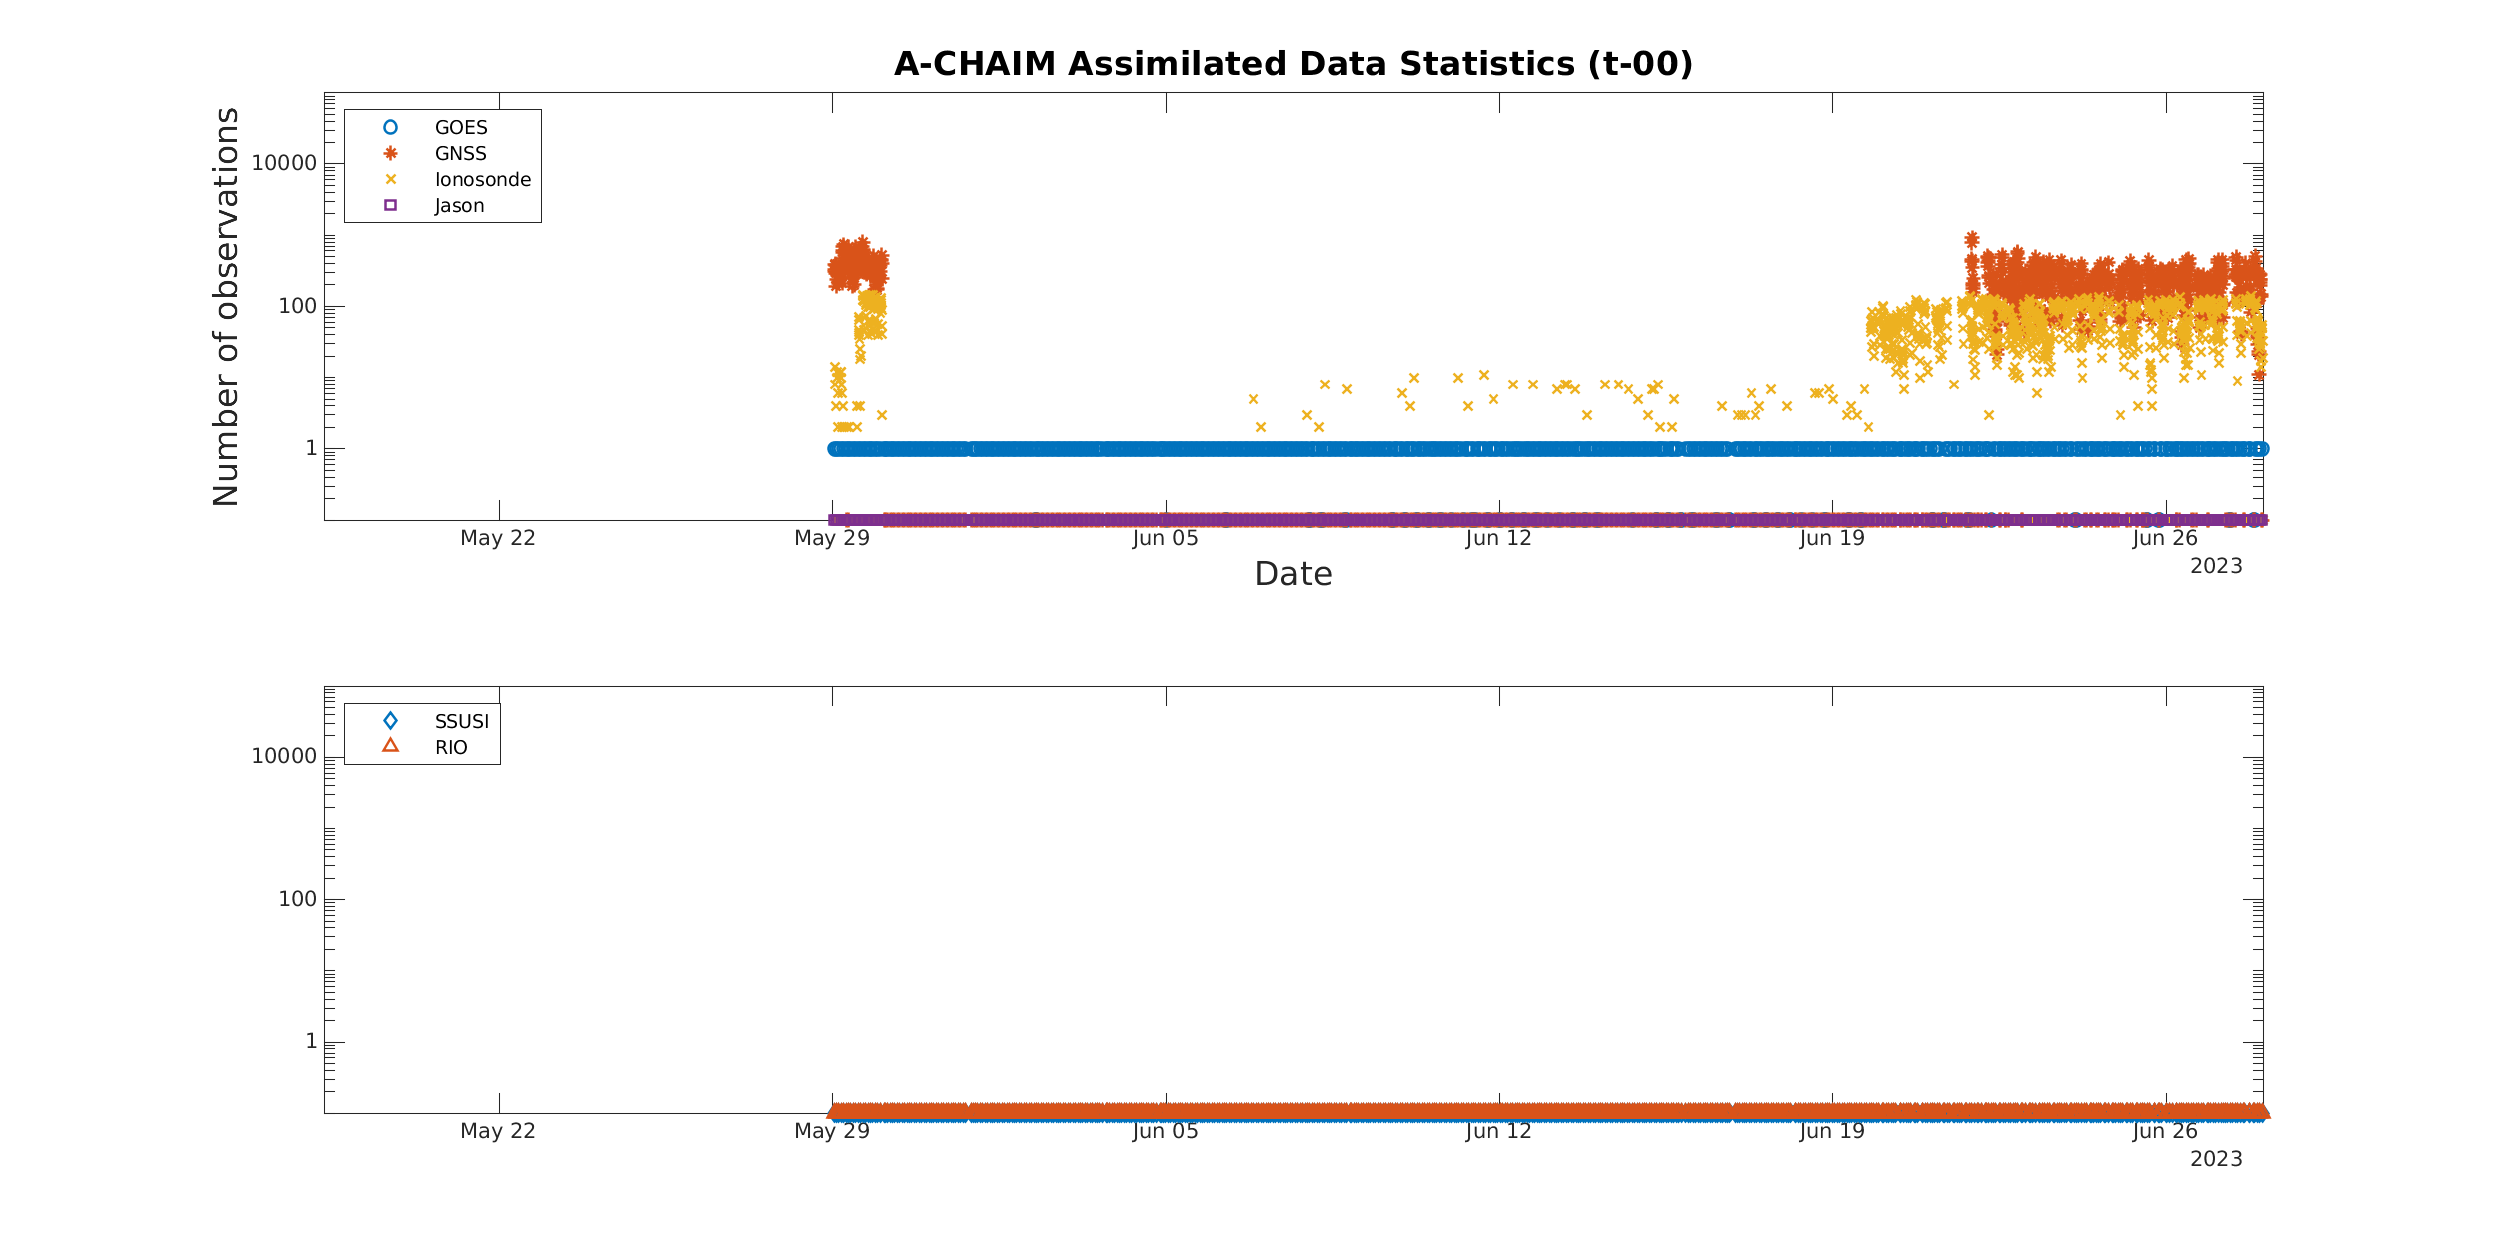 A-CHAIM Assimilated Data Statistics (t-00)
Number of observations
10000
100
1
GOES
GNSS
Ionosonde
Jason
May 22 May 29 Jun 05 Jun 12 Jun 19 Jun 26
2023
Date
10000
100
1
SSUSI
RIO
May 22 May 29 Jun 05 Jun 12 Jun 19 Jun 26
2023